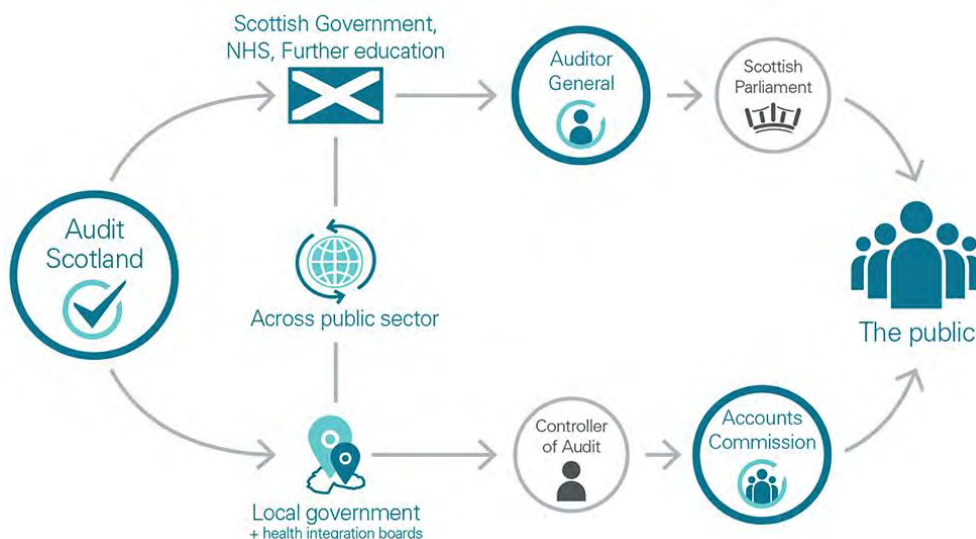 Scottish Government,
NHS, Further education
Auditor
General
Scottish
Parliament
Audit
Scotland
Across public sector
The public
Local government
+ health integration boards
Controller
of Audit
Accounts
Commission